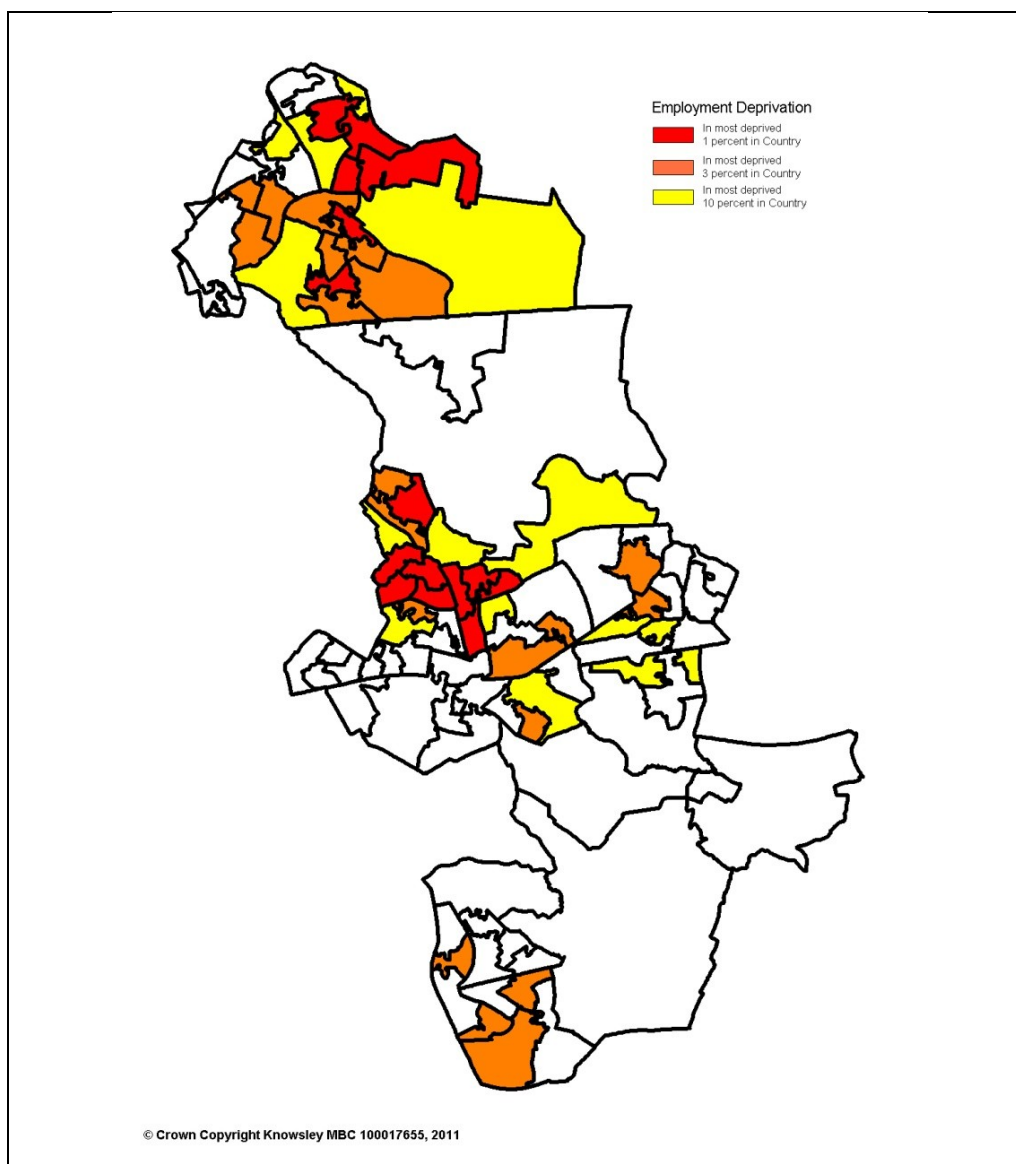 Employment Deprivation
In most deprived
1 percent in Country
In most deprived
3 percent in Country
In most deprived
10 percent in Country
© Crown Copyright Knowsley MBC 100017655, 2011